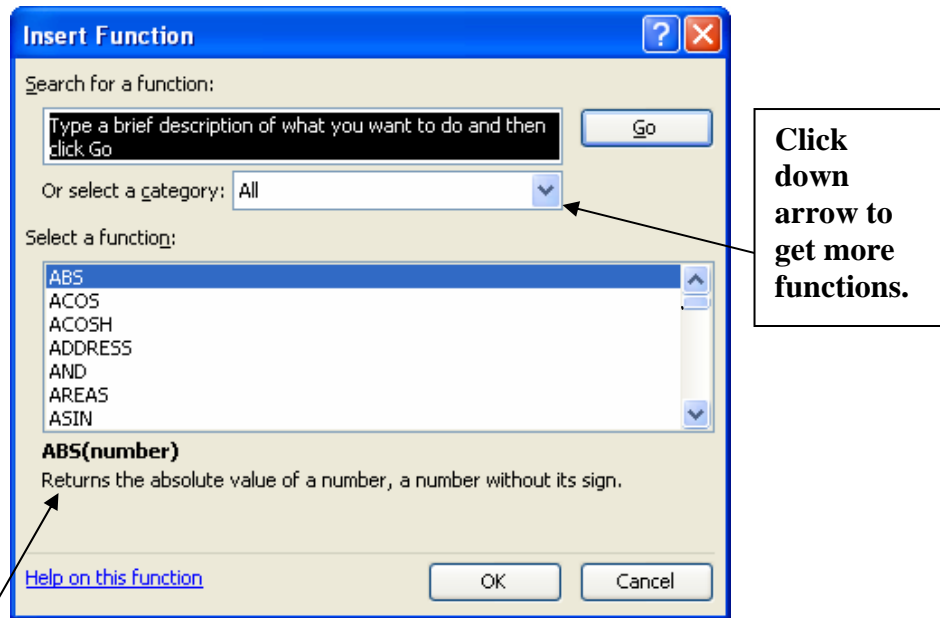 Insert Function
Search for a function:
Type a brief description of what you want to do and then
click Go
Go
Or select a category: All
Select a function:
ABS
ACOS
ACOSH
ADDRESS
AND
AREAS
ASIN
ABS(number)
Returns the absolute value of a number, a number without its sign.
Help on this function
OK
Cancel
Click
down
arrow to
get more
functions.